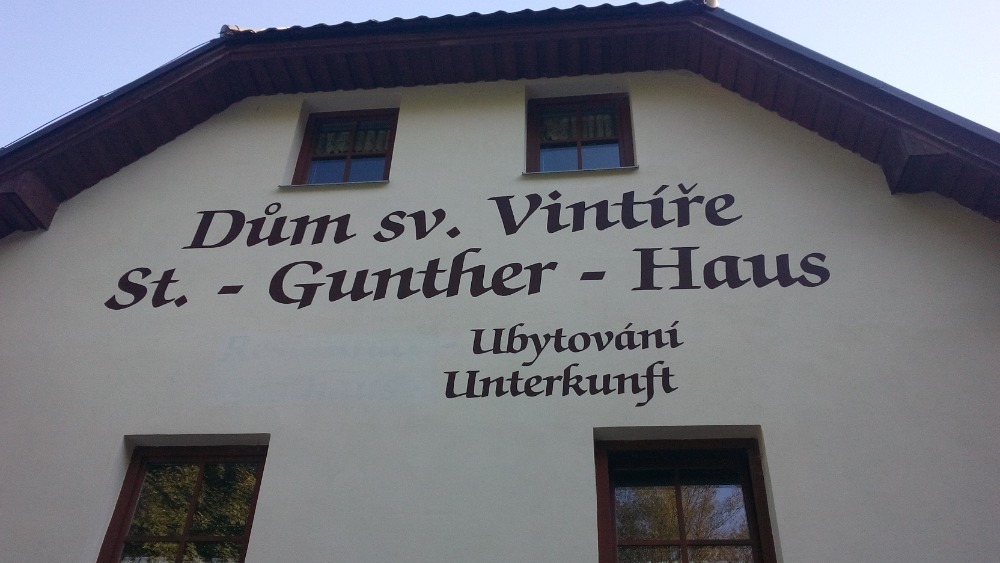 Dům sv. Vintíře
St. - Gunther - Haus
Ubytování
Unterkunft